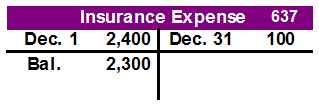 Insurance Expense 637
Dec. 1 2,400 Dec. 31 100
Bal. 2,300